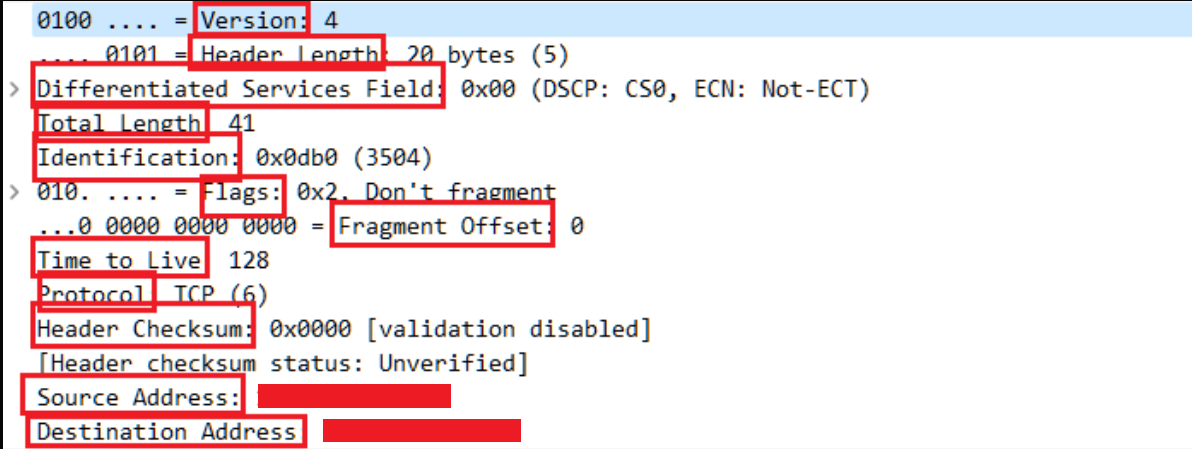 0100 .... = Version: 4
.... 0101 = Header Length: 20 bytes (5)
> Differentiated Services Field: 0x00 (DSCP: CS0, ECN: Not-ECT)
Total Length 41
Identification: 0x0db0 (3504)
> 010. .... = Flags: 0x2, Don't fragment
...0 0000 0000 0000 = Fragment Offset: 0
Time to Live 128
Protocol TCP (6)
Header Checksum: 0x0000 [validation disabled]
[Header checksum status: Unverified]
Source Address:
Destination Address